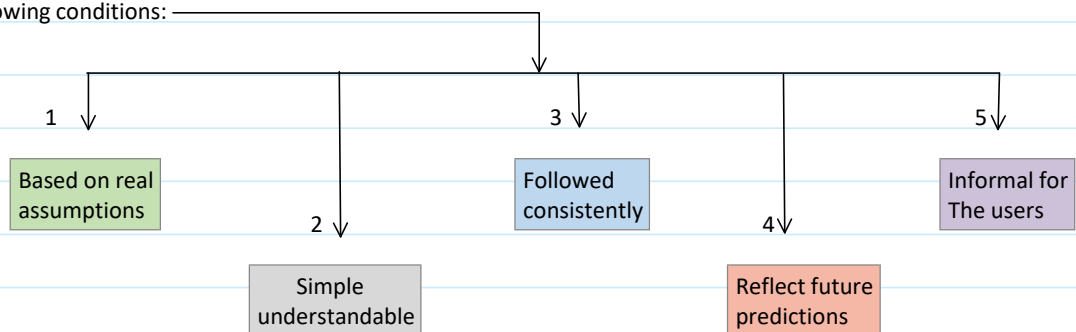 owing conditions:
1
Based on real
assumptions
2
Simple
understandable
3
Followed
consistently
4
Reflect future
predictions
5
Informal for
The users